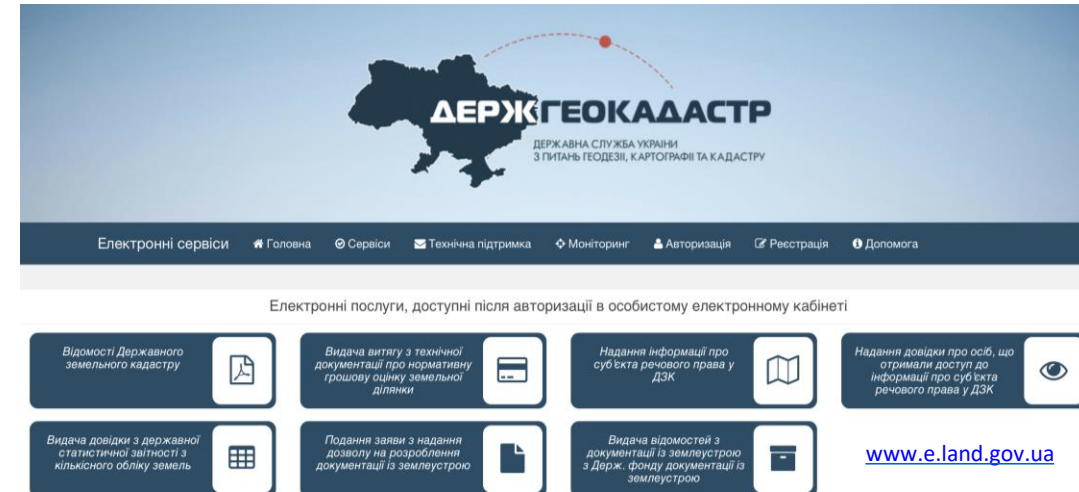 ДЕРЖГЕОКАДАСТР
ДЕРЖАВНА СЛУЖБА УКРАЇНИ
З ПИТАНЬ ГЕОДЕЗІЇ, КАРТОГРАФІЇ ТА КАДАСТРУ
Електронні сервіси Головна Сервіси Технічна підтримка Моніторинг Авторизація Реєстрація Допомога
Електронні послуги, доступні після авторизації в особистому електронному кабінеті
Відомості Державного
земельного кадастру
Видача витягу з технічної
документації про нормативну
грошову оцінку земельної
ділянки
Надання інформації про
суб'єкта речового права у
ДЗК
Надання довідки про осіб, що
отримали доступ до
інформації про суб'єкта
речового права у ДЗК
Видача довідки з державної
статистичної звітності з
кількісного обліку земель
Подання заяви з надання
дозволу на розроблення
документації із землеустрою
Видача відомостей з
документації із землеустрою
з Держ. фонду документації із
землеустрою
www.e.land.gov.ua